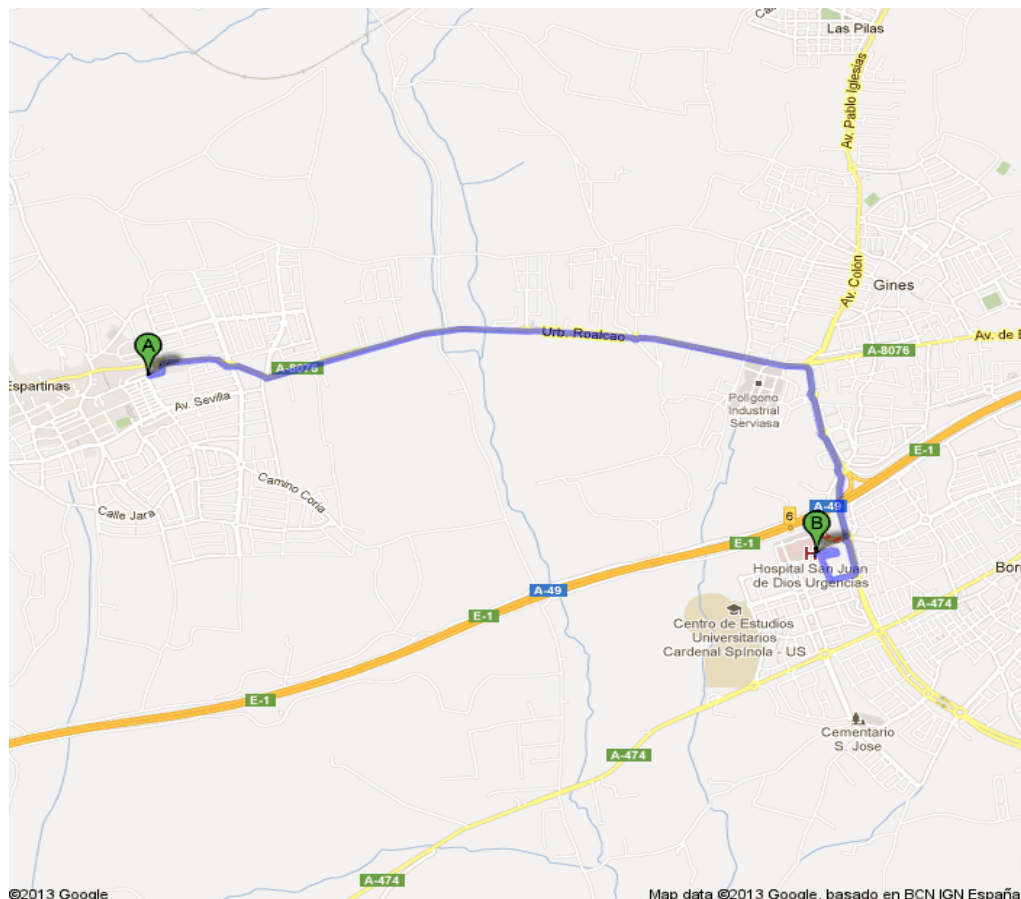 Las Pilas
Av. Pablo Iglesias
Av. Colón
Gines
A-8076
Urb. Roalcao
A
A-8076
Espartinas
Av. Sevilla
Polígono
Industrial
Serviasa
E-1
Camino Coria
Calle Jara
A-49
6
B
E-1
H
Hospital San Juan
de Dios Urgencias
A-49
A-474
Centro de Estudios
Universitarios
Cardenal Spínola - US
E-1
E-1
Cementario
S. Jose
A-474
A-474
©2013 Google
Map data ©2013 Google, basado en BCN IGN España